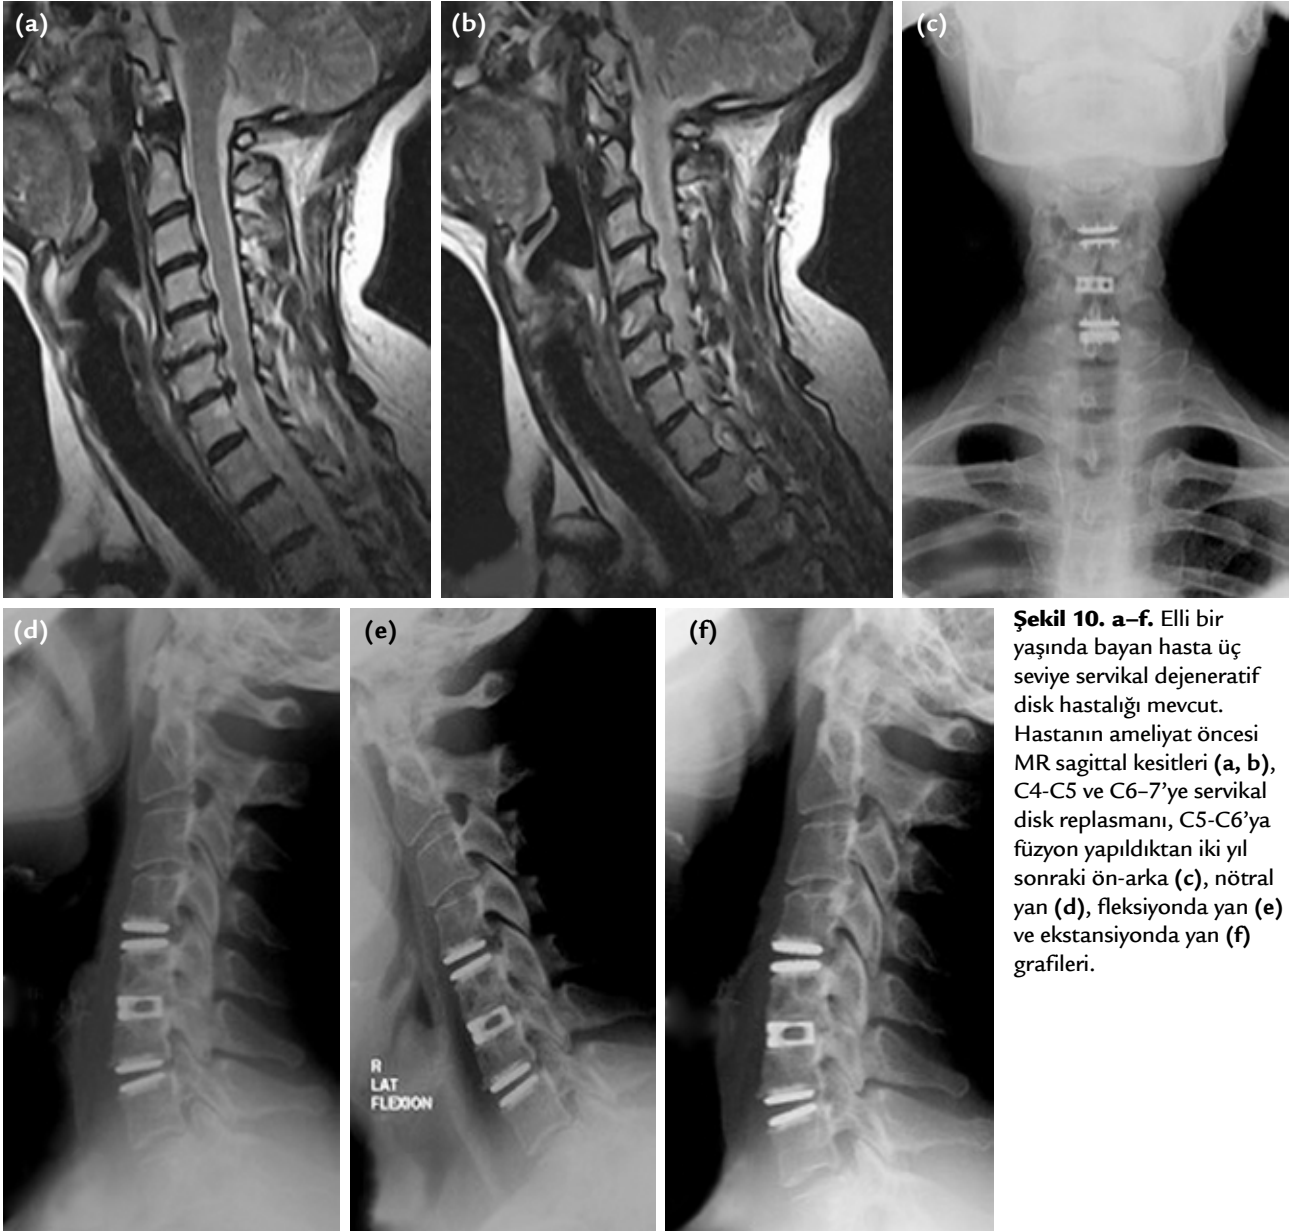 (a)
(b)
(c)
(d)
(e)
(f)
R
LAT
FLEXION
Şekil 10. a–f. Elli bir
yaşında bayan hasta üç
seviye servikal dejeneratif
disk hastalığı mevcut.
Hastanın ameliyat öncesi
MR sagittal kesitleri (a, b),
C4-C5 ve C6–7’ye servikal
disk replasmanı, C5-C6’ya
füzyon yapıldıktan iki yıl
sonraki ön-arka (c), nötral
yan (d), fleksiyonda yan (e)
ve ekstansiyonda yan (f)
grafileri.